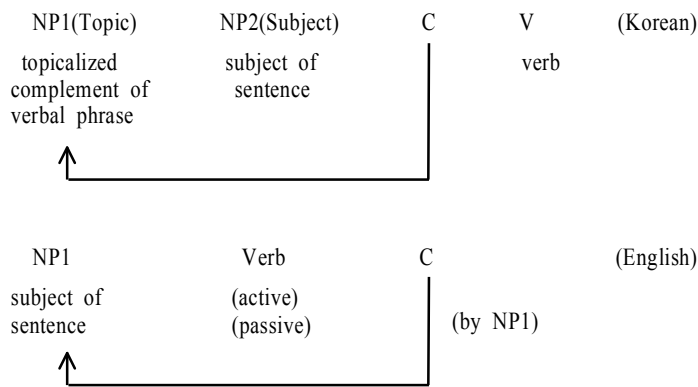 NP1(Topic) NP2(Subject) C V (Korean)
topicalized subject of verb
complement of sentence
verbal phrase
NP1 Verb C (English)
subject of (active)
sentence (passive) (by NP1)